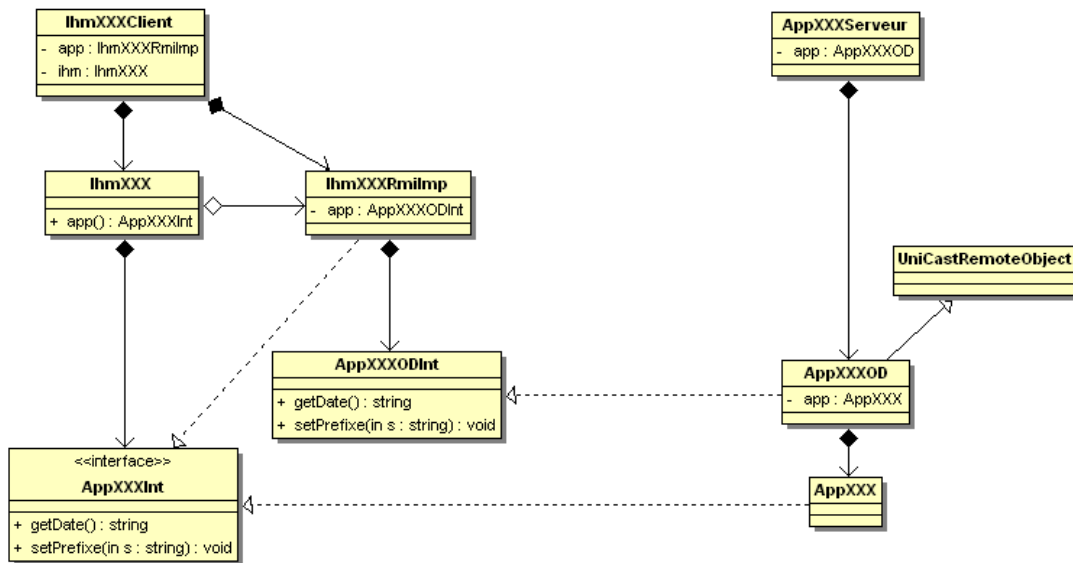 IhmXXXClient
- app : IhmXXXRmiImp
- ihm : IhmXXX
AppXXXServeur
- app : AppXXXOD
IhmXXX
+ app() : AppXXXInt
IhmXXXRmiImp
- app : AppXXXODInt
UniCastRemoteObject
AppXXXODInt
+ getDate() : string
+ setPrefixe(in s : string) : void
AppXXXOD
- app : AppXXX
<<interface>>
AppXXXInt
+ getDate() : string
+ setPrefixe(in s : string) : void
AppXXX